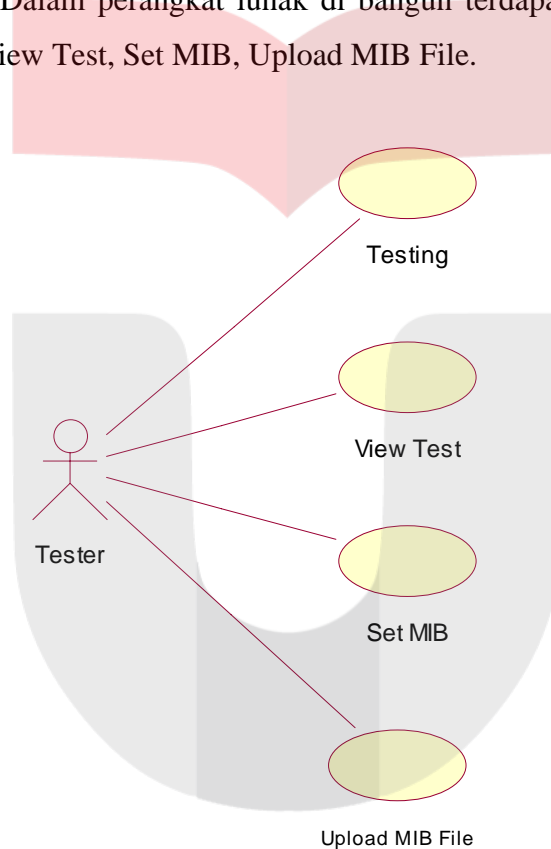 Dalam perangkat lunak di bangun terdapa
iew Test, Set MIB, Upload MIB File.
Testing
View Test
Tester
Set MIB
Upload MIB File